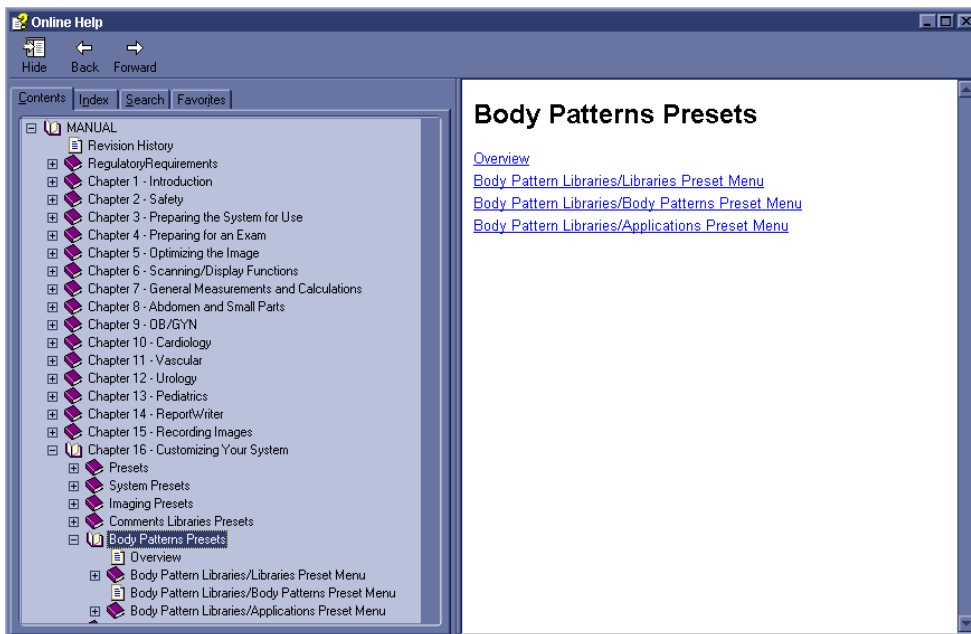 Online Help
Hide Back Forward
Contents Index Search Favorites
MANUAL
Revision History
RegulatoryRequirements
Chapter 1 - Introduction
Chapter 2 - Safety
Chapter 3 - Preparing the System for Use
Chapter 4 - Preparing for an Exam
Chapter 5 - Optimizing the Image
Chapter 6 - Scanning/Display Functions
Chapter 7 - General Measurements and Calculations
Chapter 8 - Abdomen and Small Parts
Chapter 9 - OB/GYN
Chapter 10 - Cardiology
Chapter 11 - Vascular
Chapter 12 - Urology
Chapter 13 - Pediatrics
Chapter 14 - ReportWriter
Chapter 15 - Recording Images
Chapter 16 - Customizing Your System
Presets
System Presets
Imaging Presets
Comments Libraries Presets
Body Patterns Presets
Overview
Body Pattern Libraries/Libraries Preset Menu
Body Pattern Libraries/Body Patterns Preset Menu
Body Pattern Libraries/Applications Preset Menu
Body Patterns Presets
Overview
Body Pattern Libraries/Libraries Preset Menu
Body Pattern Libraries/Body Patterns Preset Menu
Body Pattern Libraries/Applications Preset Menu